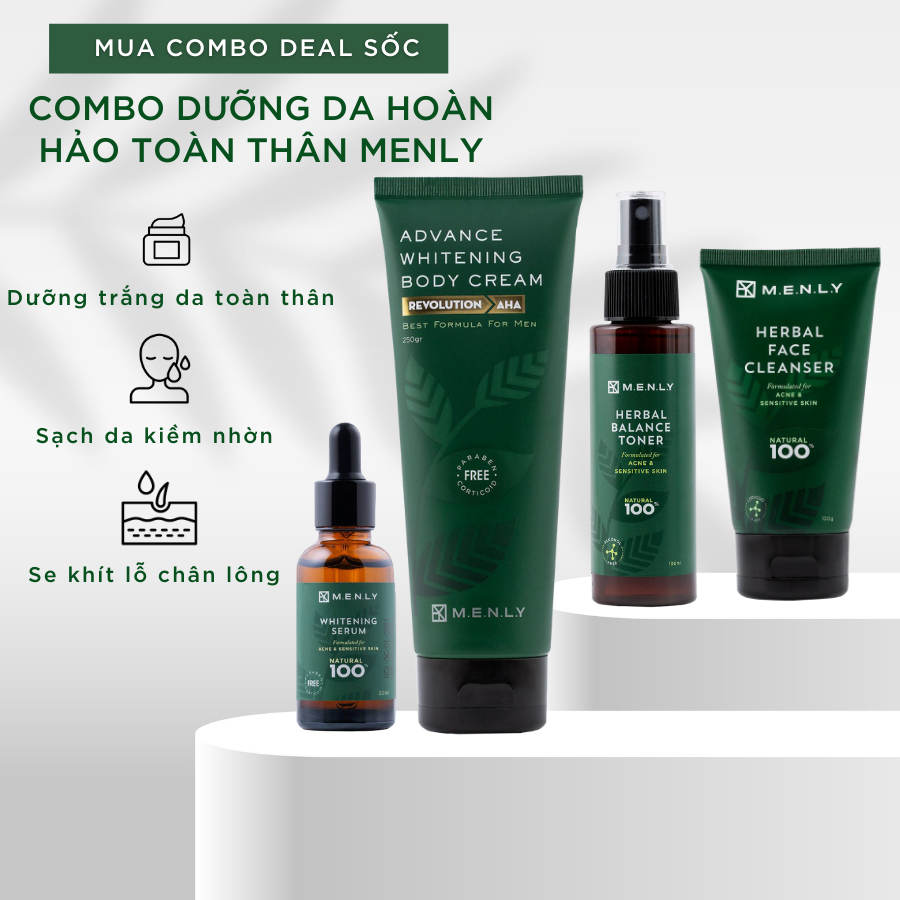 MUA COMBO DEAL SỐC
COMBO DƯỠNG DA HOÀN
HẢO TOÀN THÂN MENLY
Dưỡng trắng da toàn thân
Sạch da kiềm nhờn
Se khít lỗ chân lông
ADVANCE
WHITENING
BODY CREAM
REVOLUTION AHA
BEST FORMULA FOR MEN
250gr
PARABEN
FREE
CORTICOID
M.E.N.L.Y
M.E.N.L.Y
WHITENING
SERUM
Formulated for
ACNE & SENSITIVE SKIN
NATURAL
100%
FREE
M.E.N.L.Y
HERBAL
BALANCE
TONER
Formulated for
ACNE &
SENSITIVE SKIN
NATURAL
100%
ALCOHOL
100ml
M.E.N.L.Y
HERBAL
FACE
CLEANSER
Formulated for
ACNE &
SENSITIVE SKIN
NATURAL
100%
100g